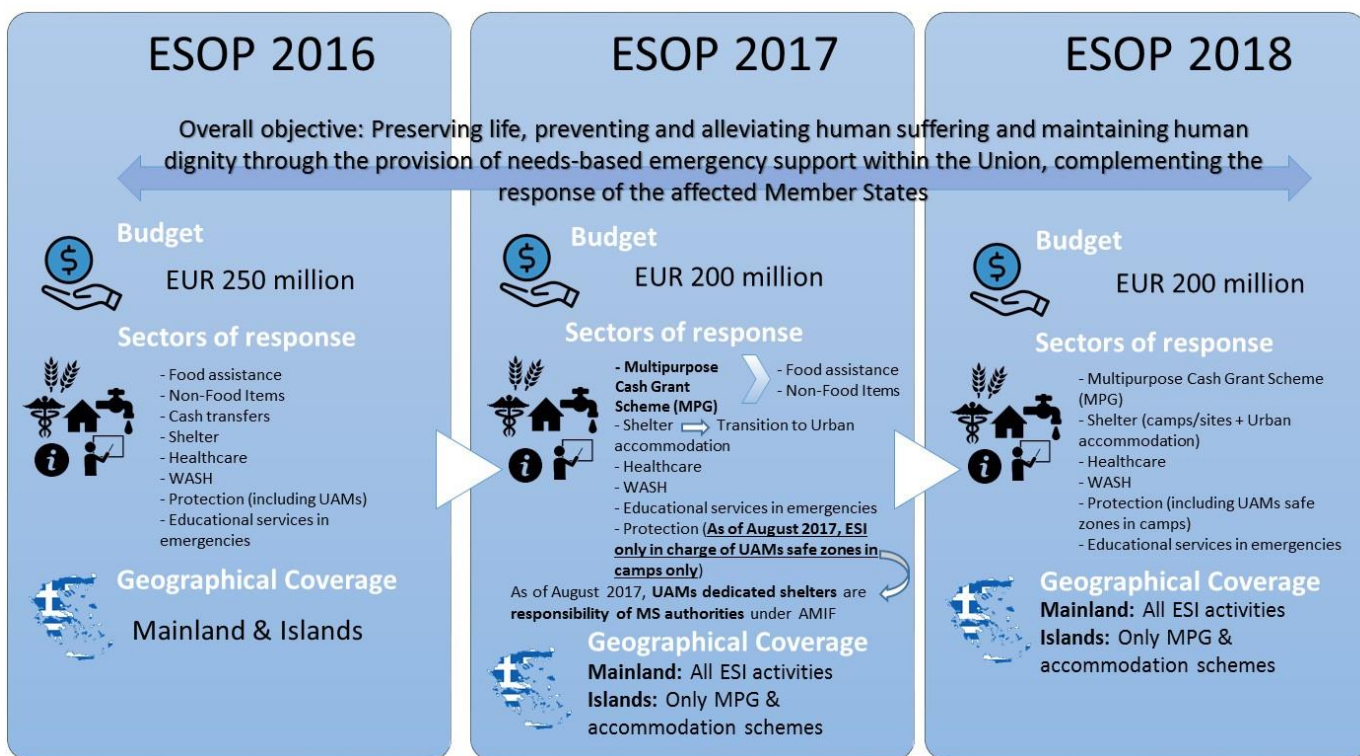 ESOP 2016
ESOP 2017
ESOP 2018
Overall objective: Preserving life, preventing and alleviating human suffering and maintaining human
dignity through the provision of needs-based emergency support within the Union, complementing the
response of the affected Member States
Budget
$
EUR 250 million
Sectors of response
- Food assistance
- Non-Food Items
- Cash transfers
- Shelter
- Healthcare
- WASH
- Protection (including UAMs)
- Educational services in
emergencies
i
Geographical Coverage
Mainland & Islands
Budget
$
EUR 200 million
Sectors of response
- Multipurpose
Cash Grant
Scheme (MPG)
- Food assistance
- Non-Food Items
- Shelter Transition to Urban
accommodation
- Healthcare
- WASH
- Educational services in emergencies
- Protection (As of August 2017, ESI
only in charge of UAMs safe zones in
camps only)
i
As of August 2017, UAMs dedicated shelters are
responsibility of MS authorities under AMIF
Geographical Coverage
Mainland: All ESI activities
Islands: Only MPG &
accommodation schemes
Budget
$
EUR 200 million
Sectors of response
- Multipurpose Cash Grant Scheme
(MPG)
- Shelter (camps/sites + Urban
accommodation)
- Healthcare
- WASH
- Protection (including UAMs safe
zones in camps)
- Educational services in emergencies
i
Geographical Coverage
Mainland: All ESI activities
Islands: Only MPG &
accommodation schemes